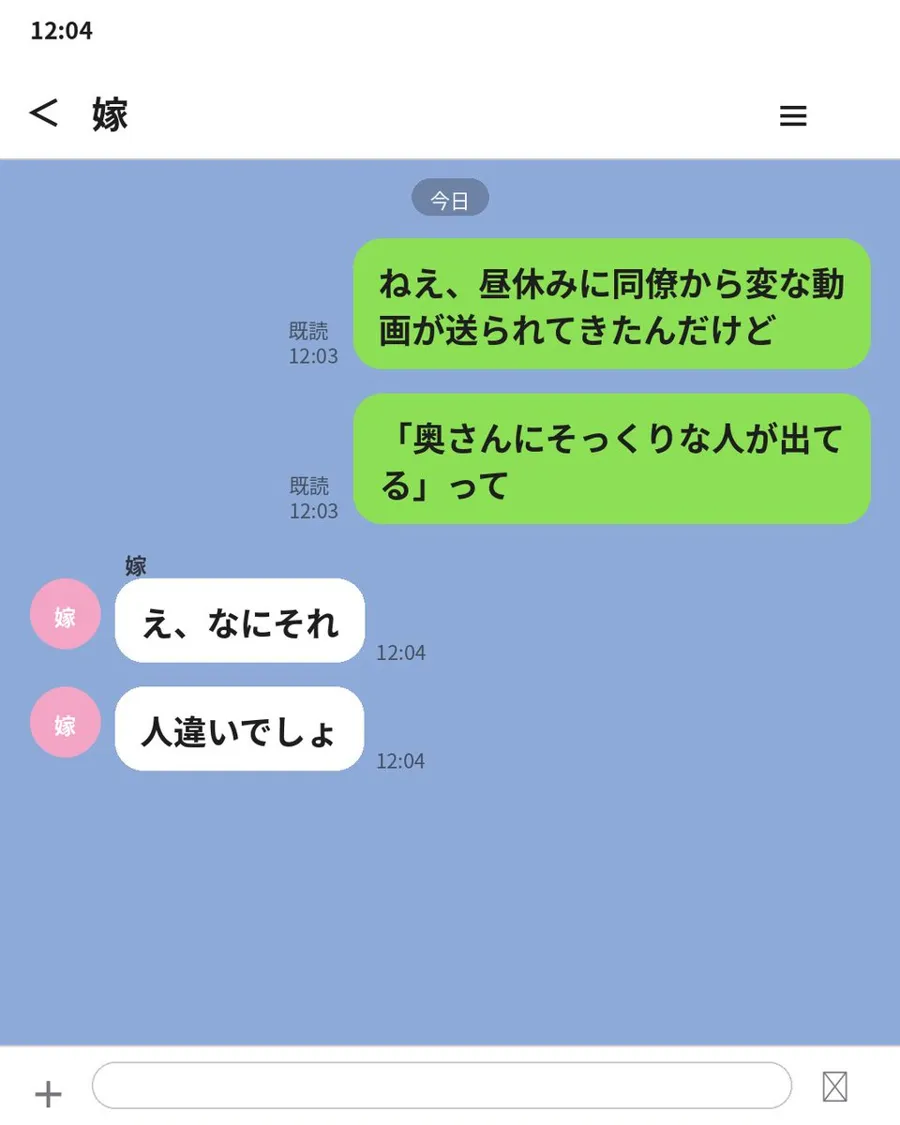 12:04
嫁
今日
ねえ、昼休みに同僚から変な動
画が送られてきたんだけど
既読
12:03
「奥さんにそっくりな人が出て
る」って
既読
12:03
嫁
嫁
え、なにそれ
12:04
嫁
人違いでしょ
12:04